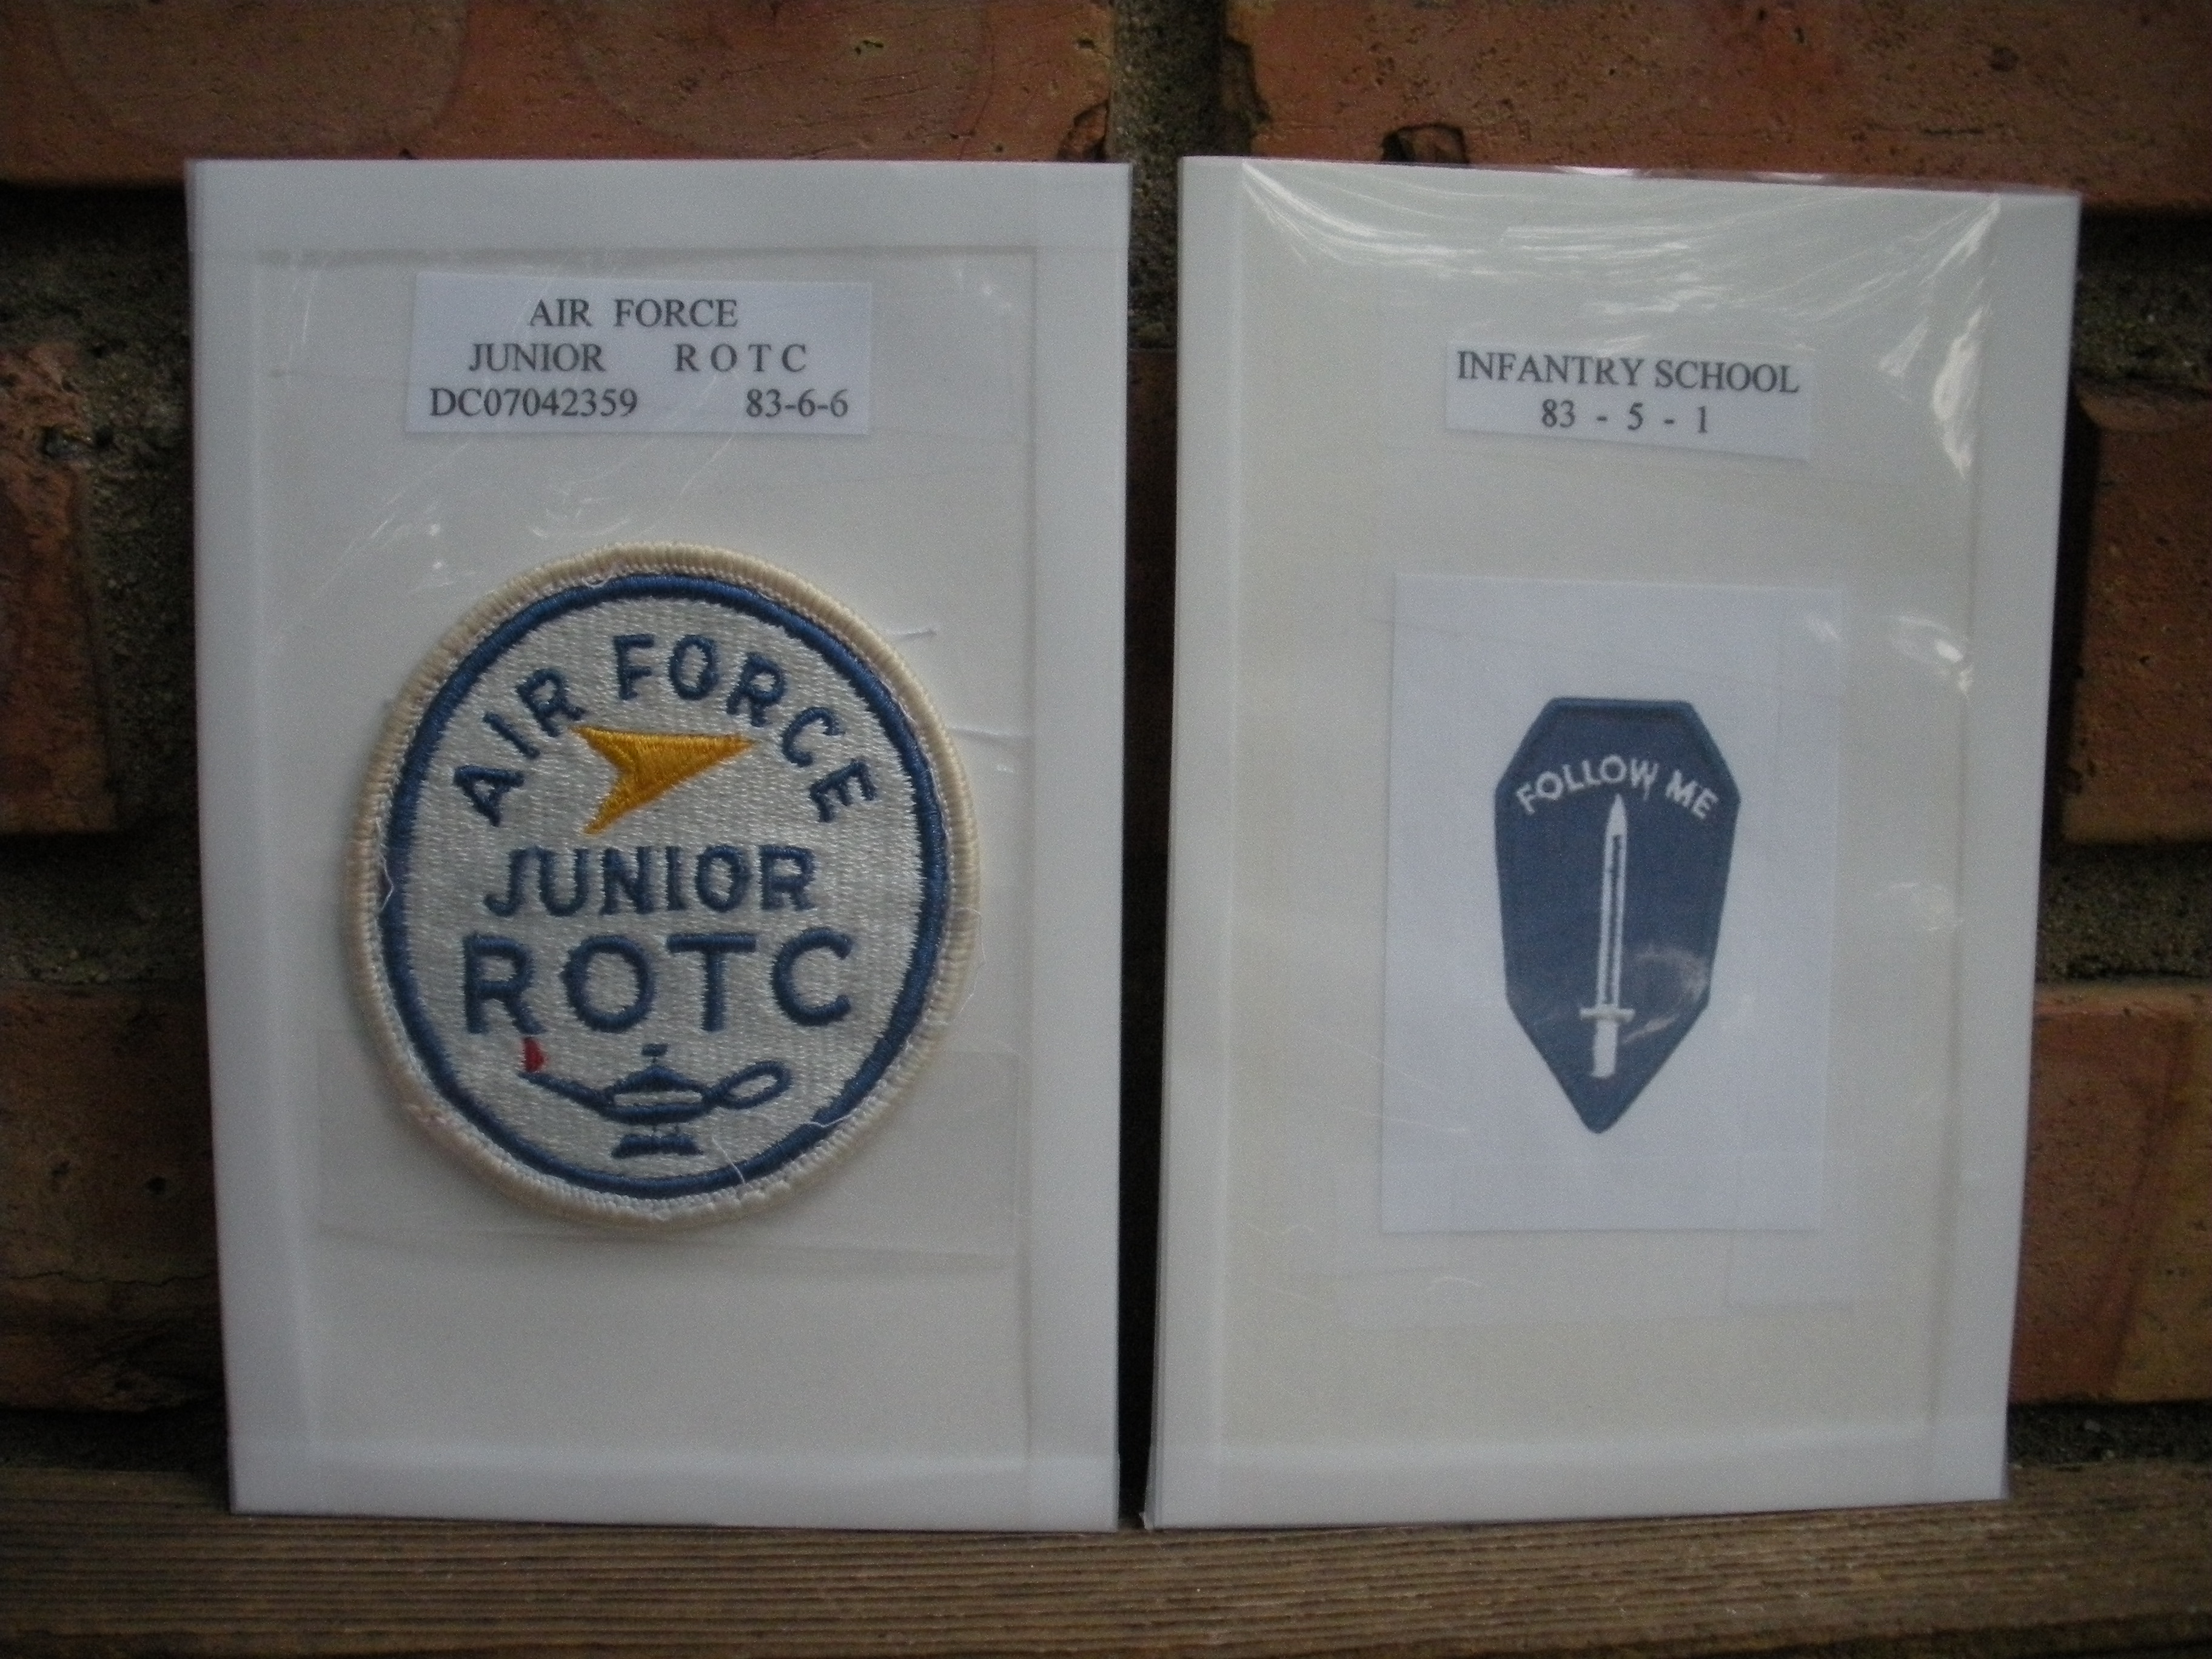 AIR FORCE
JUNIOR R O T C
DC07042359 83-6-6
AIR FORCE
JUNIOR
ROTC
INFANTRY SCHOOL
83 - 5 - 1
FOLLOW ME